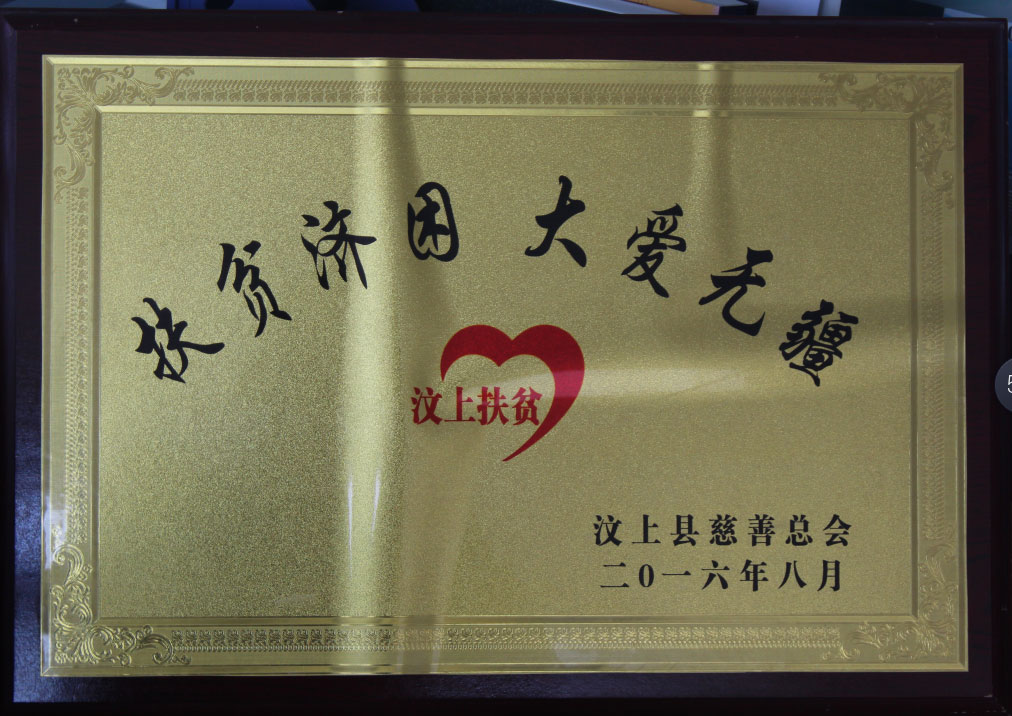 扶贫济困 大爱无疆
汶上扶贫
汶上县慈善总会
二0一六年八月